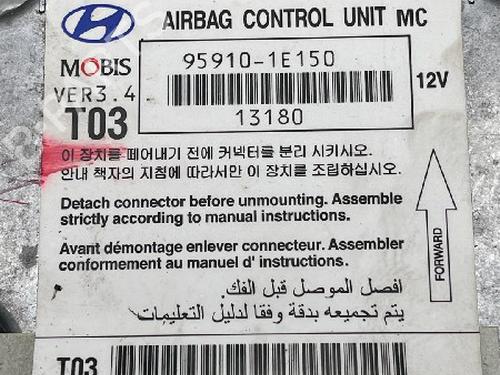 AIRBAG CONTROL UNIT MC
MOBIS
95910-1E150
12V
VER3.4
T03
13180
이 장치를 떼어내기 전에 커넥터를 분리 시키시오.
안내 책자의 지침에 따라서만 이 장치를 조립하십시오.
Detach connector before unmounting. Assemble
strictly according to manual instructions.
Avant démontage enlever connecteur. Assembler
conformement au manuel d' instructions.
افصل الموصل قبل الفك.
يتم تجميعه بدقة وفقا لدليل التعليمات
FORWARD
T03